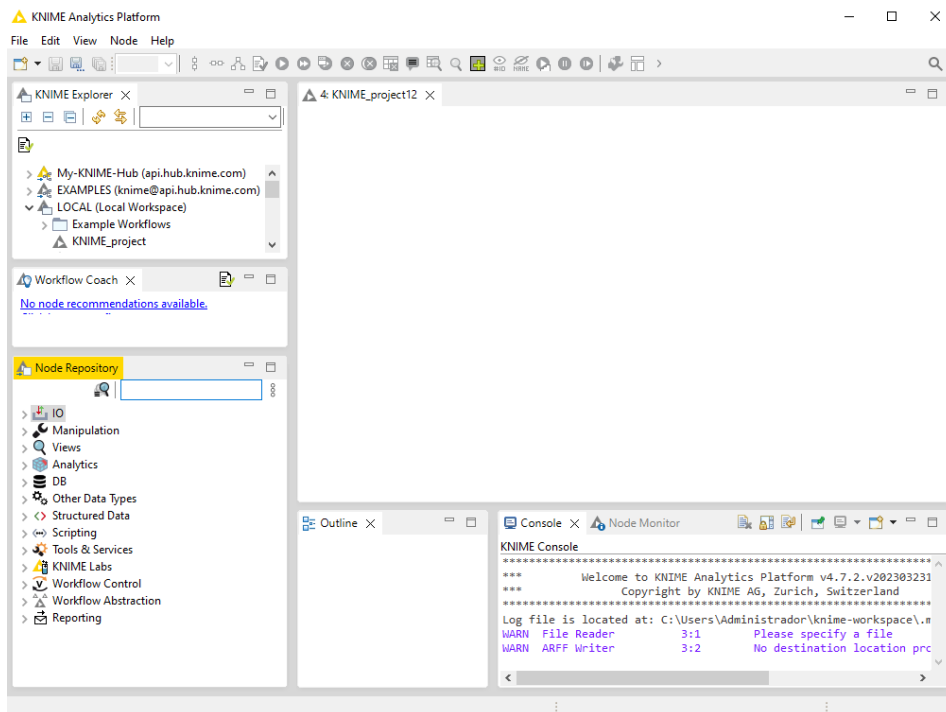 KNIME Analytics Platform
File Edit View Node Help
KNIME Explorer
4: KNIME_project12
My-KNIME-Hub (api.hub.knime.com)
EXAMPLES (knime@api.hub.knime.com)
LOCAL (Local Workspace)
Example Workflows
KNIME_project
Workflow Coach
No node recommendations available.
Node Repository
IO
Manipulation
Views
Analytics
DB
Other Data Types
Structured Data
Scripting
Tools & Services
KNIME Labs
Workflow Control
Workflow Abstraction
Reporting
Outline
Console Node Monitor
KNIME Console
********************************************************************
*** Welcome to KNIME Analytics Platform v4.7.2.v202303231
*** Copyright by KNIME AG, Zurich, Switzerland
********************************************************************
Log file is located at: C:\Users\Administrador\knime-workspace\.m
WARN File Reader 3:1 Please specify a file
WARN ARFF Writer 3:2 No destination location prc